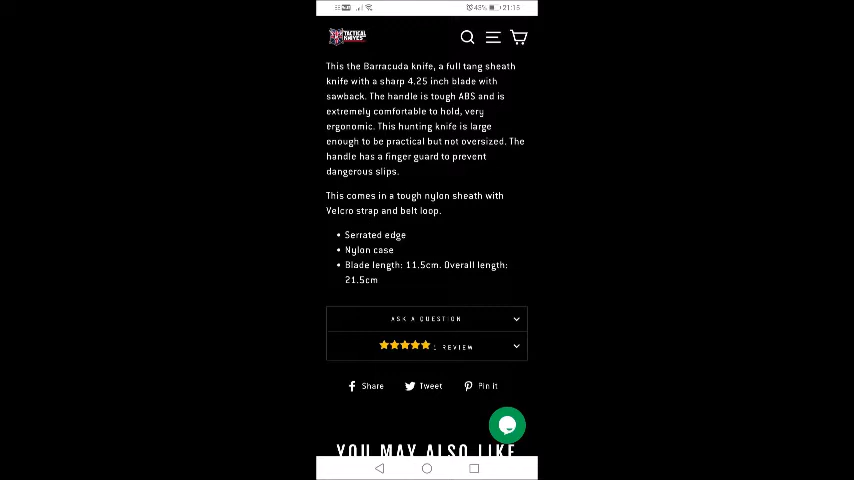 43% 21:15
TACTICAL
KNIVES
This the Barracuda knife, a full tang sheath
knife with a sharp 4.25 inch blade with
sawback. The handle is tough ABS and is
extremely comfortable to hold, very
ergonomic. This hunting knife is large
enough to be practical but not oversized. The
handle has a finger guard to prevent
dangerous slips.
This comes in a tough nylon sheath with
Velcro strap and belt loop.
• Serrated edge
• Nylon case
• Blade length: 11.5cm. Overall length:
21.5cm
ASK A QUESTION
1 REVIEW
Share Tweet Pin it
YOU MAY ALSO LIKE